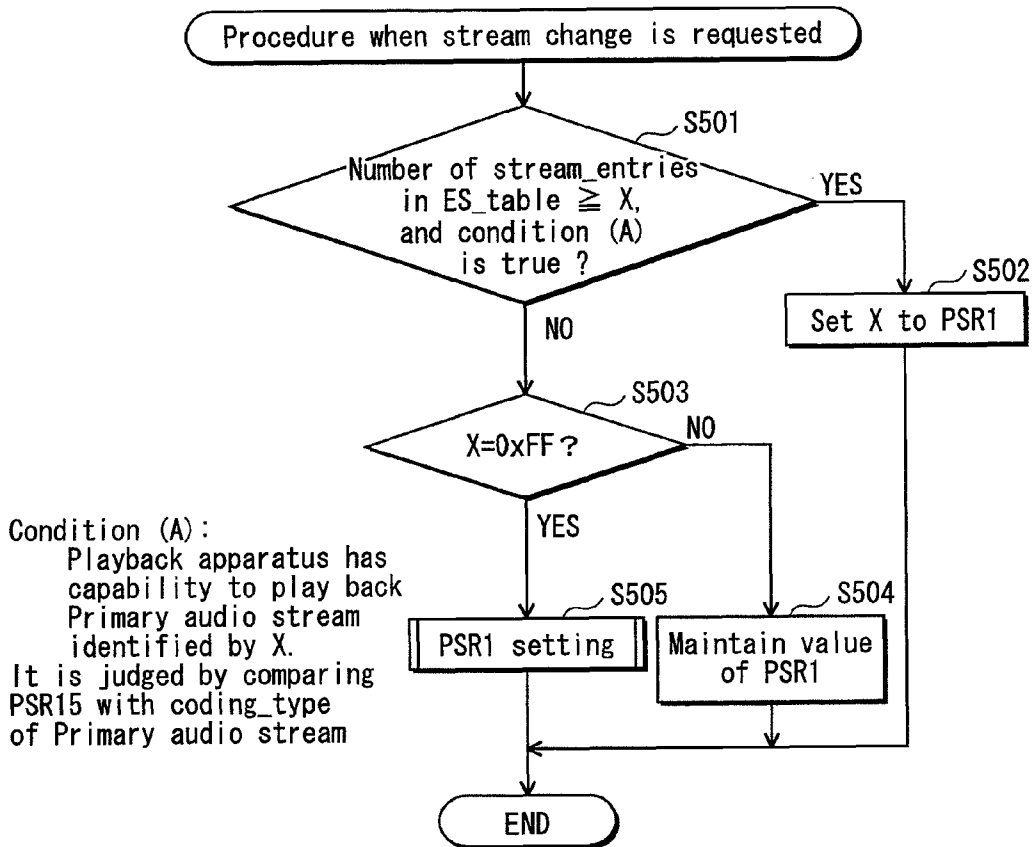 Procedure when stream change is requested
S501
Number of stream_entries
in ES_table ≧ X,
and condition (A)
is true ?
YES
S502
Set X to PSR1
NO
S503
X=0xFF?
NO
YES
Condition (A):
Playback apparatus has
capability to play back
Primary audio stream
identified by X.
It is judged by comparing
PSR15 with coding_type
of Primary audio stream
S505
PSR1 setting
S504
Maintain value
of PSR1
END